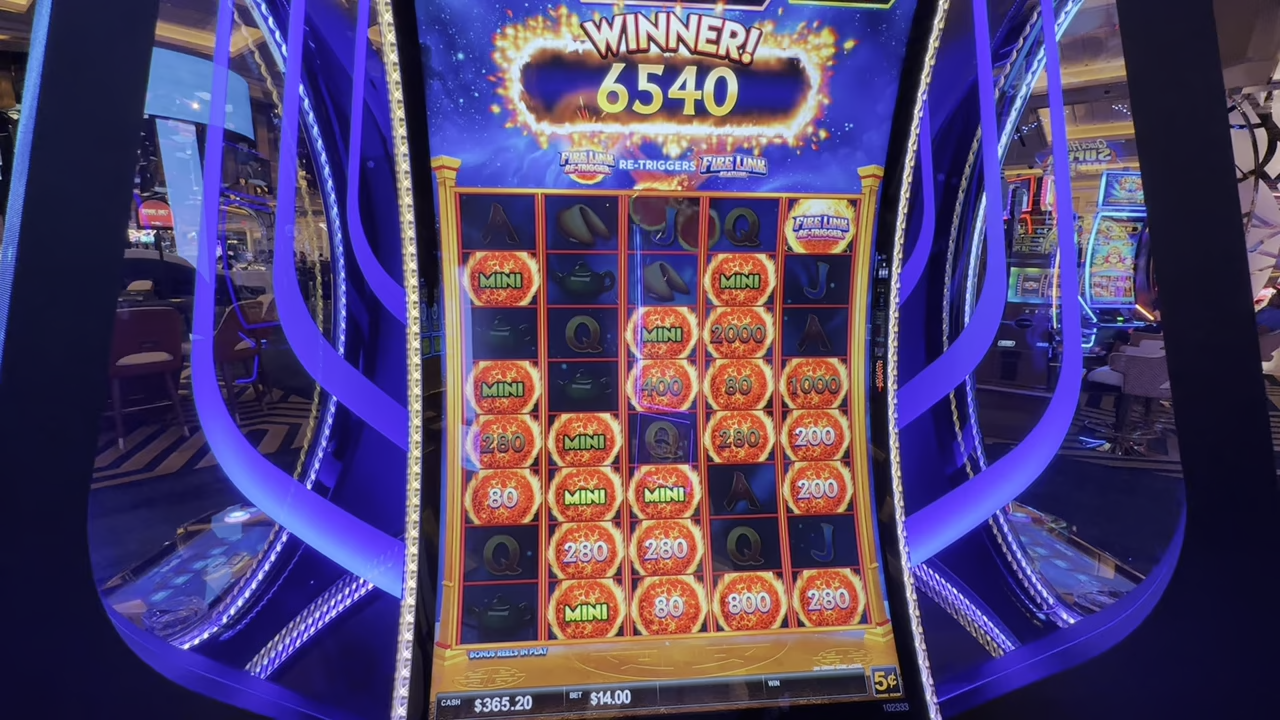 WINNER!
6540
FIRE LINK RE-TRIGGER RE-TRIGGERS FIRE LINK FEATURE
A J Q FIRE LINK RE-TRIGGER
MINI MINI J
Q MINI 2000 A
MINI 400 80 1000
280 MINI Q 280 200
80 MINI MINI A 200
Q 280 280 Q J
MINI 80 800 280
BONUS REELS IN PLAY
CASH $365.20 BET $14.00 WIN 5¢
102333